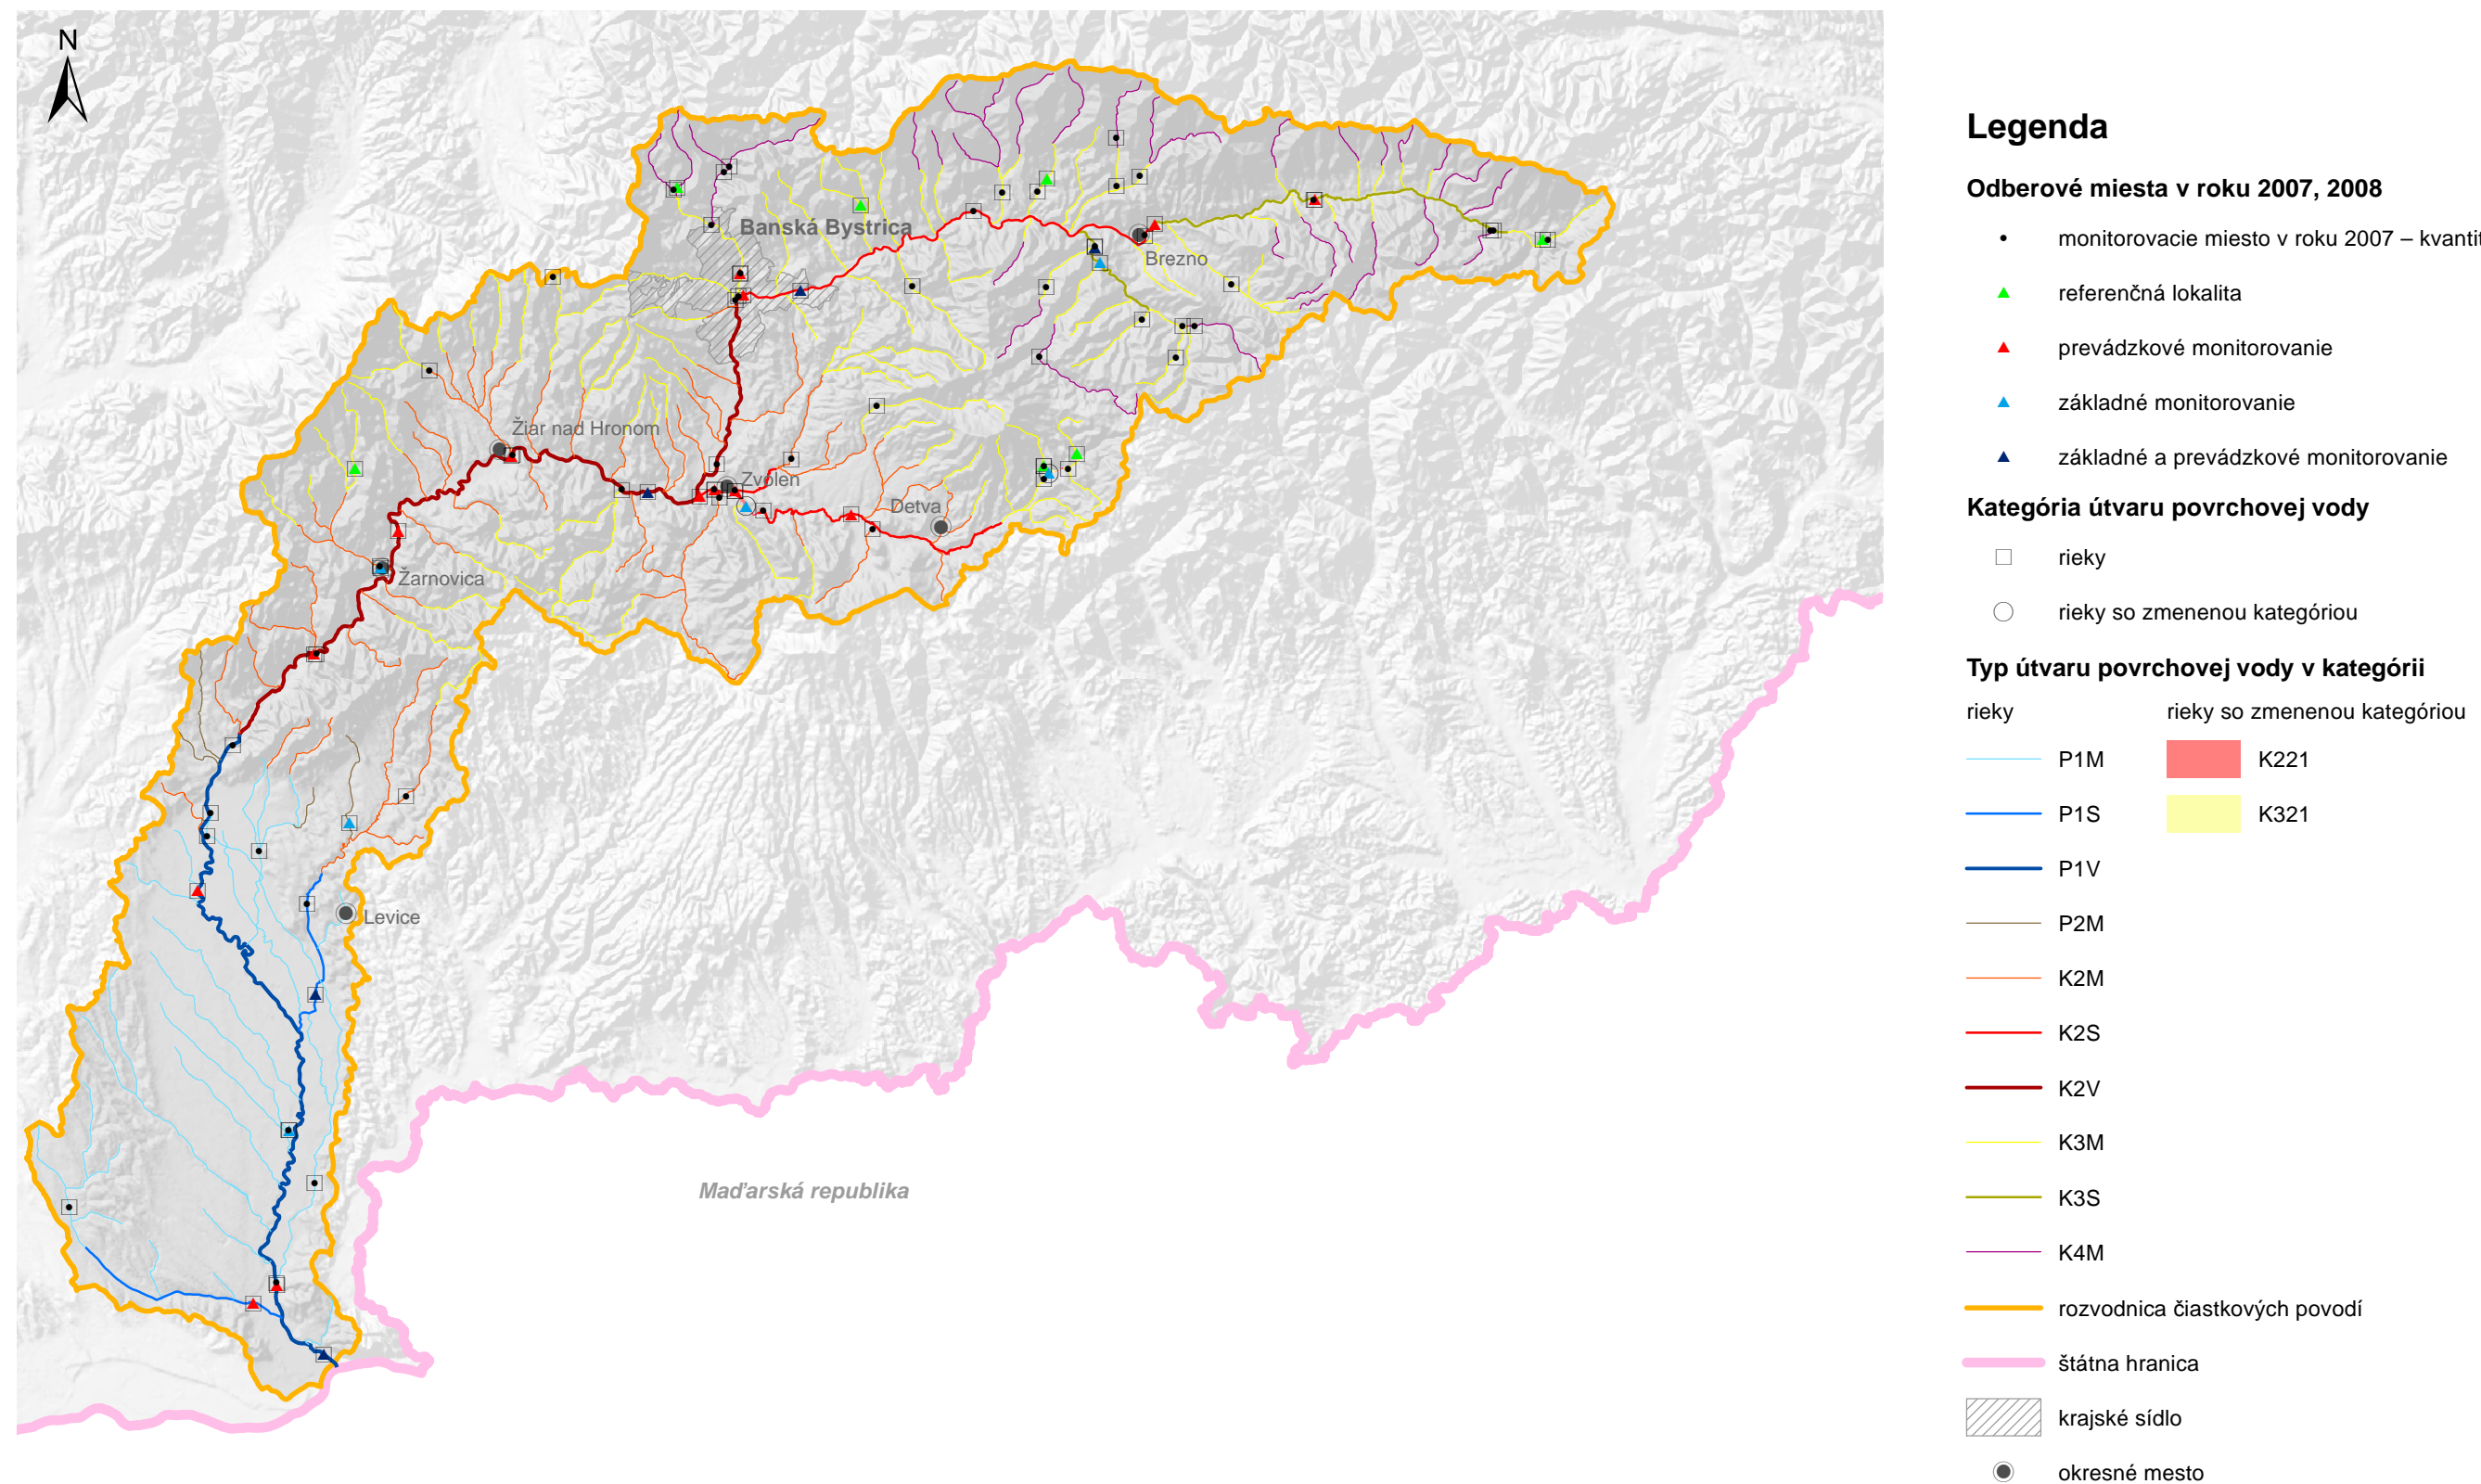 N
Banská Bystrica
Brezno
Žiar nad Hronom
Zvolen
Detva
Žarnovica
Levice
Maďarská republika
Legenda
Odberové miesta v roku 2007, 2008
monitorovacie miesto v roku 2007 – kvantit
referenčná lokalita
prevádzkové monitorovanie
základné monitorovanie
základné a prevádzkové monitorovanie
Kategória útvaru povrchovej vody
rieky
rieky so zmenenou kategóriou
Typ útvaru povrchovej vody v kategórii
rieky rieky so zmenenou kategóriou
P1M K221
P1S K321
P1V
P2M
K2M
K2S
K2V
K3M
K3S
K4M
rozvodnica čiastkových povodí
štátna hranica
krajské sídlo
okresné mesto